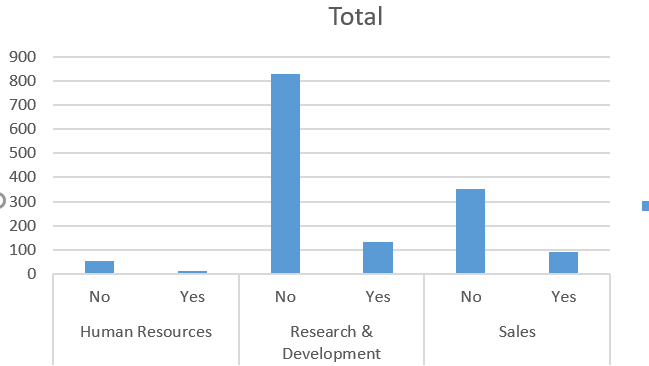 Total
900
800
700
600
500
400
300
200
100
0
No Yes No Yes No Yes
Human Resources Research & Sales
Development